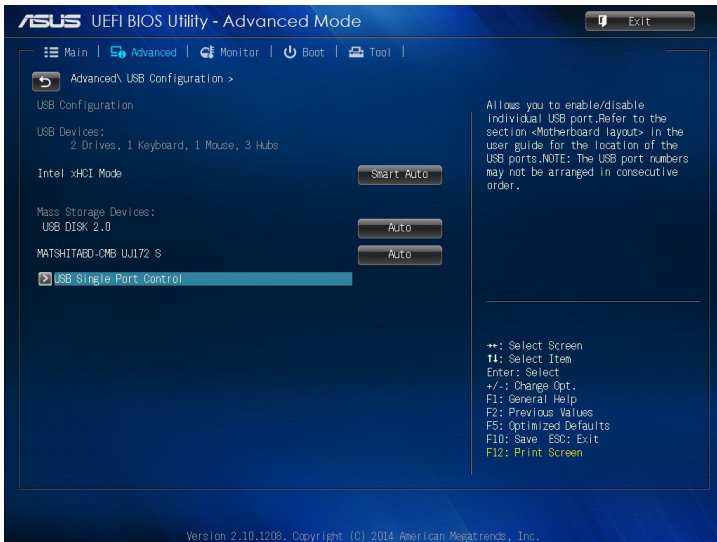 ASUS UEFI BIOS Utility - Advanced Mode
Exit
Main | Advanced | Monitor | Boot | Tool |
Advanced\ USB Configuration >
USB Configuration
USB Devices:
2 Drives, 1 Keyboard, 1 Mouse, 3 Hubs
Intel xHCI Mode Smart Auto
Mass Storage Devices:
USB DISK 2.0 Auto
MATSHITABD-CMB UJ172 S Auto
> USB Single Port Control
Allows you to enable/disable
individual USB port.Refer to the
section <Motherboard layout> in the
user guide for the location of the
USB ports.NOTE: The USB port numbers
may not be arranged in consecutive
order.
→←: Select Screen
↑↓: Select Item
Enter: Select
+/-: Change Opt.
F1: General Help
F2: Previous Values
F5: Optimized Defaults
F10: Save ESC: Exit
F12: Print Screen
Version 2.10.1208. Copyright (C) 2014 American Megatrends, Inc.